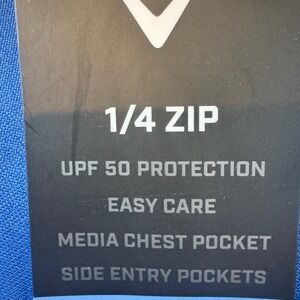 1/4 ZIP
UPF 50 PROTECTION
EASY CARE
MEDIA CHEST POCKET
SIDE ENTRY POCKETS